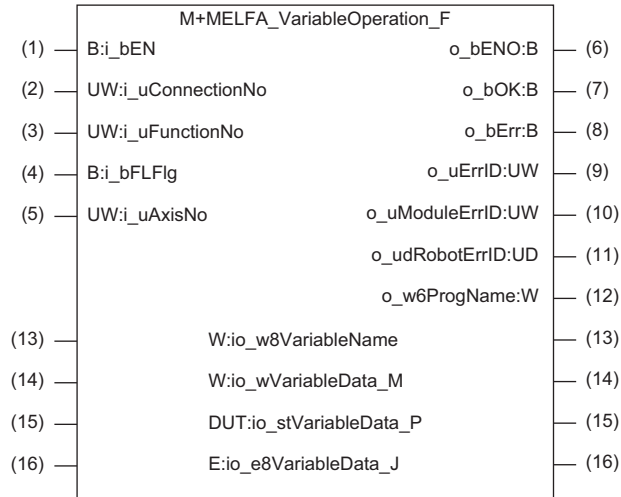 M+MELFA_VariableOperation_F
(1) B:i_bEN o_bENO:B (6)
(2) UW:i_uConnectionNo o_bOK:B (7)
(3) UW:i_uFunctionNo o_bErr:B (8)
(4) B:i_bFLFlg o_uErrID:UW (9)
(5) UW:i_uAxisNo o_uModuleErrID:UW (10)
o_udRobotErrID:UD (11)
o_w6ProgName:W (12)
(13) W:io_w8VariableName (13)
(14) W:io_wVariableData_M (14)
(15) DUT:io_stVariableData_P (15)
(16) E:io_e8VariableData_J (16)